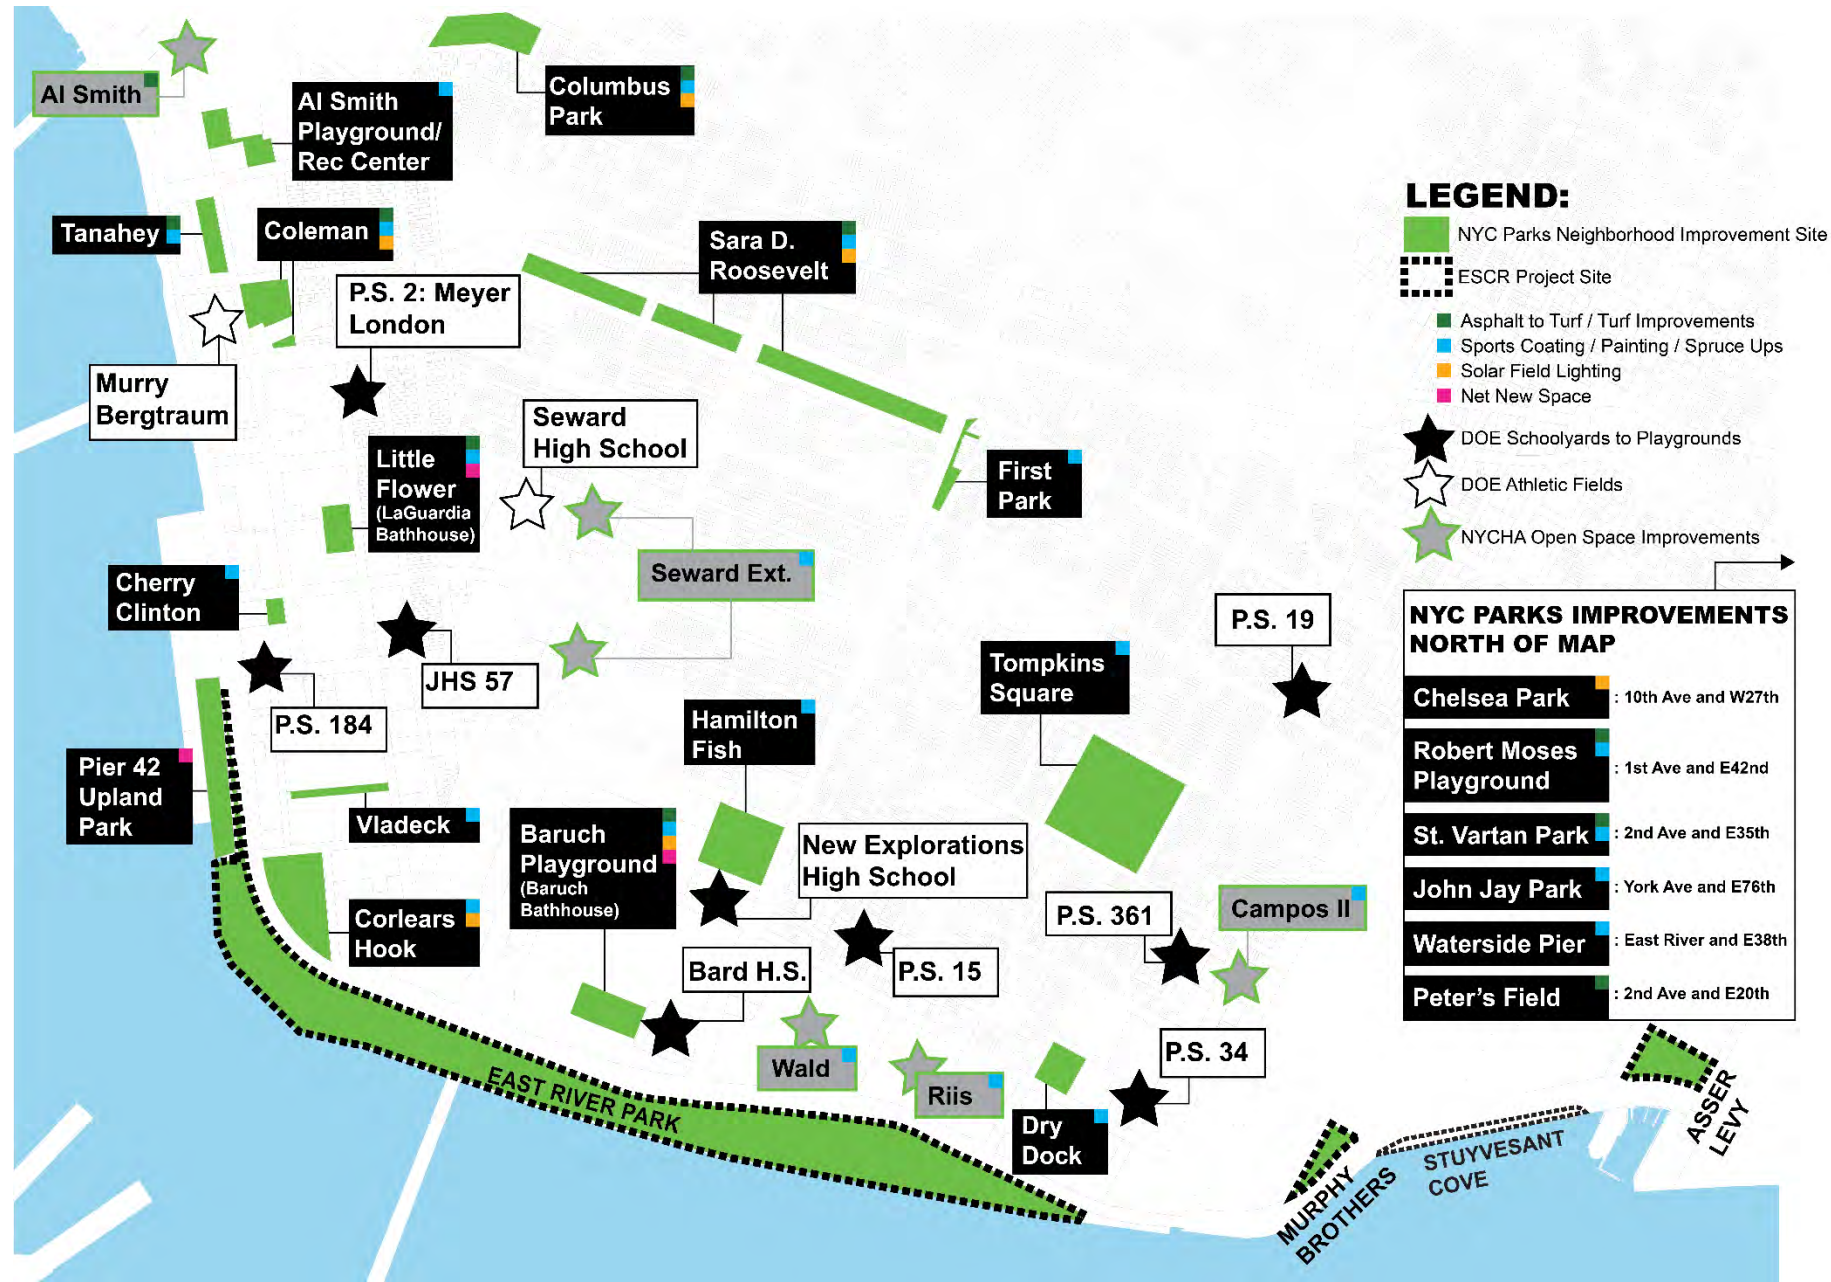 Al Smith
Al Smith
Playground/
Rec Center
Columbus
Park
Tanahey
Coleman
Sara D.
Roosevelt
P.S. 2: Meyer
London
Murry
Bergtraum
Seward
High School
Little
Flower
(LaGuardia
Bathhouse)
First
Park
Seward Ext.
Cherry
Clinton
JHS 57
P.S. 184
P.S. 19
Tompkins
Square
Hamilton
Fish
Pier 42
Upland
Park
Vladeck
Baruch
Playground
(Baruch
Bathhouse)
New Explorations
High School
Corlears
Hook
P.S. 361
Campos II
Bard H.S.
P.S. 15
Wald
Riis
P.S. 34
Dry
Dock
EAST RIVER PARK
MURPHY
BROTHERS
STUYVESANT
COVE
ASSER
LEVY
LEGEND:
NYC Parks Neighborhood Improvement Site
ESCR Project Site
Asphalt to Turf / Turf Improvements
Sports Coating / Painting / Spruce Ups
Solar Field Lighting
Net New Space
DOE Schoolyards to Playgrounds
DOE Athletic Fields
NYCHA Open Space Improvements
NYC PARKS IMPROVEMENTS
NORTH OF MAP
Chelsea Park : 10th Ave and W27th
Robert Moses
Playground : 1st Ave and E42nd
St. Vartan Park : 2nd Ave and E35th
John Jay Park : York Ave and E76th
Waterside Pier : East River and E38th
Peter's Field : 2nd Ave and E20th